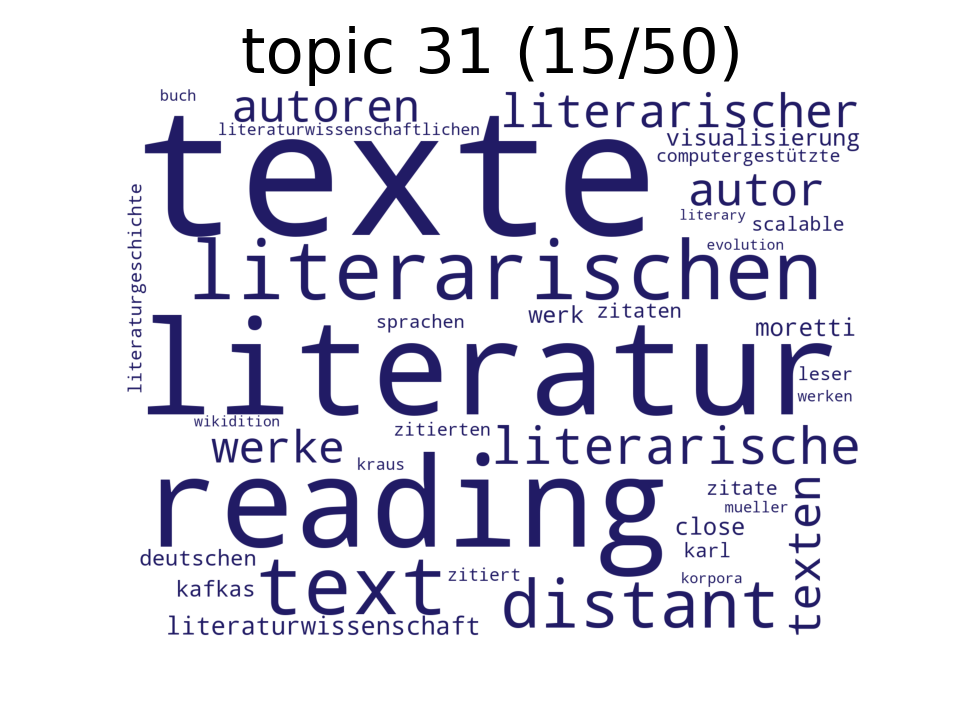 topic 31 (15/50)
buch
autoren
literarischer
literaturwissenschaftlichen
visualisierung
computergestützte
texte
autor
literary
scalable
literaturgeschichte
literarischen
evolution
sprachen
werk
zitaten
moretti
literatur
leser
werken
wikidition
zitierten
werke
literarische
kraus
reading
zitate
mueller
close
karl
texten
deutschen
text
zitiert
korpora
kafkas
distant
literaturwissenschaft